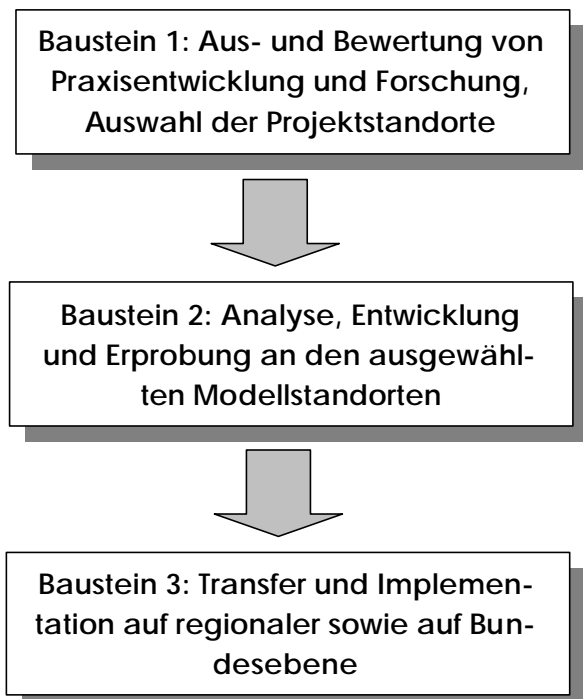 Baustein 1: Aus- und Bewertung von
Praxisentwicklung und Forschung,
Auswahl der Projektstandorte
Baustein 2: Analyse, Entwicklung
und Erprobung an den ausgewähl-
ten Modellstandorten
Baustein 3: Transfer und Implemen-
tation auf regionaler sowie auf Bun-
desebene